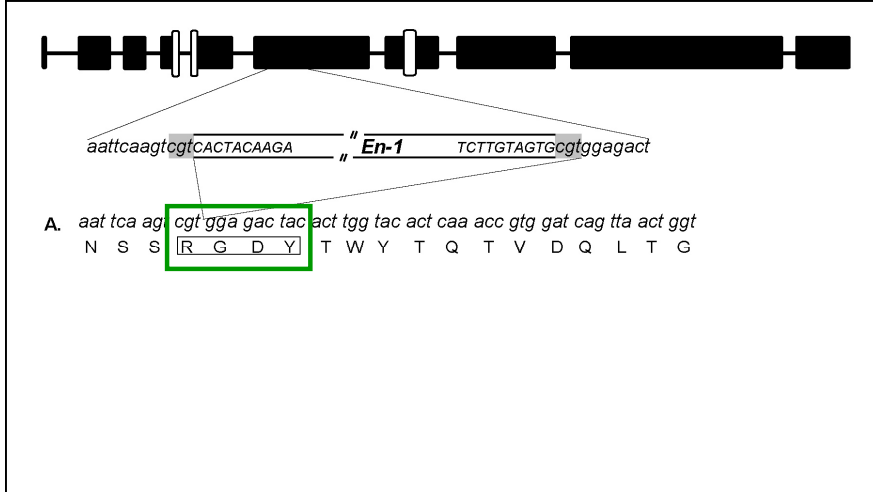 aattcaagtcgtCACTACAAGA // // En-1 TCTTGTAGTGcgtggagact
A. aat tca agt cgt gga gac tac act tgg tac act caa acc gtg gat cag tta act ggt
N S S R G D Y T W Y T Q T V D Q L T G